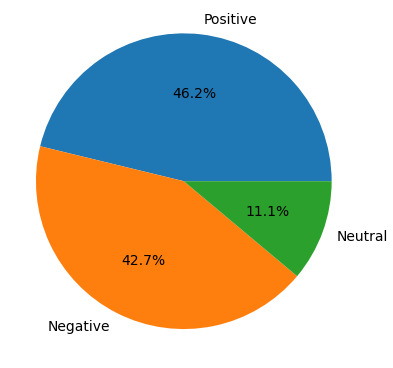 Positive
46.2%
11.1%
Neutral
42.7%
Negative